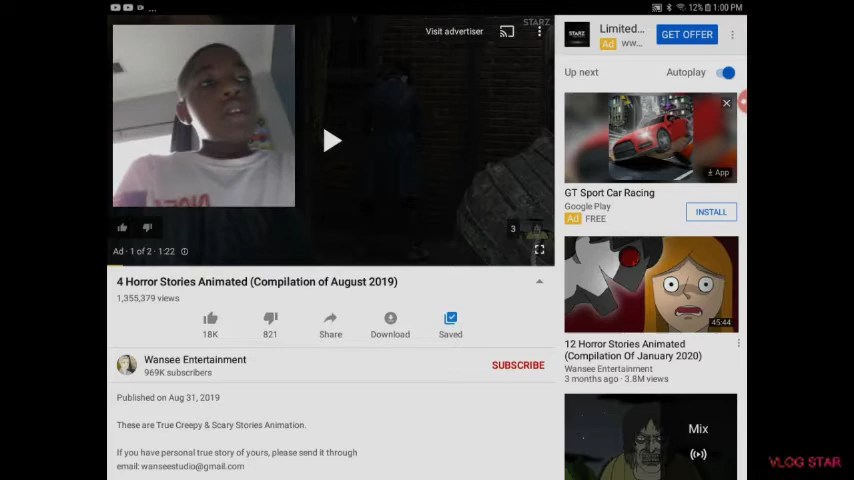 12% 1:00 PM
STARZ
Visit advertiser
3
Ad · 1 of 2 · 1:22
4 Horror Stories Animated (Compilation of August 2019)
1,355,379 views
18K
821
Share
Download
Saved
Wansee Entertainment
969K subscribers
SUBSCRIBE
Published on Aug 31, 2019
These are True Creepy & Scary Stories Animation.
If you have personal true story of yours, please send it through
email: wanseestudio@gmail.com
STARZ
Limited...
Ad WW...
GET OFFER
Up next
Autoplay
App
GT Sport Car Racing
Google Play
Ad FREE
INSTALL
45:44
12 Horror Stories Animated
(Compilation Of January 2020)
Wansee Entertainment
3 months ago · 3.8M views
Mix
VLOG STAR